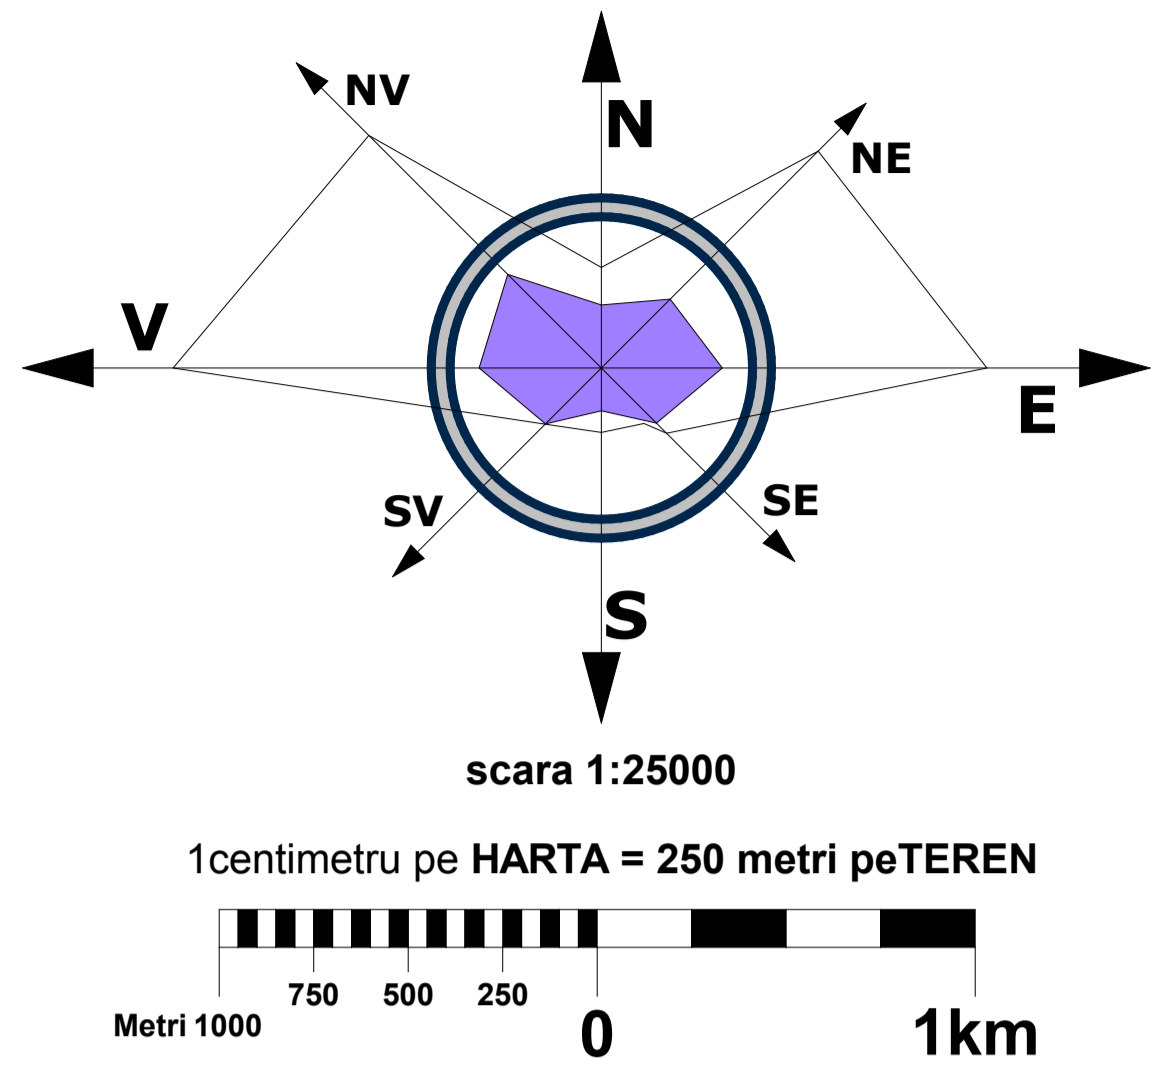 NV
N
NE
V
E
SV
SE
S
scara 1:25000
1centimetru pe HARTA = 250 metri peTEREN
750 500 250
Metri 1000 0 1km